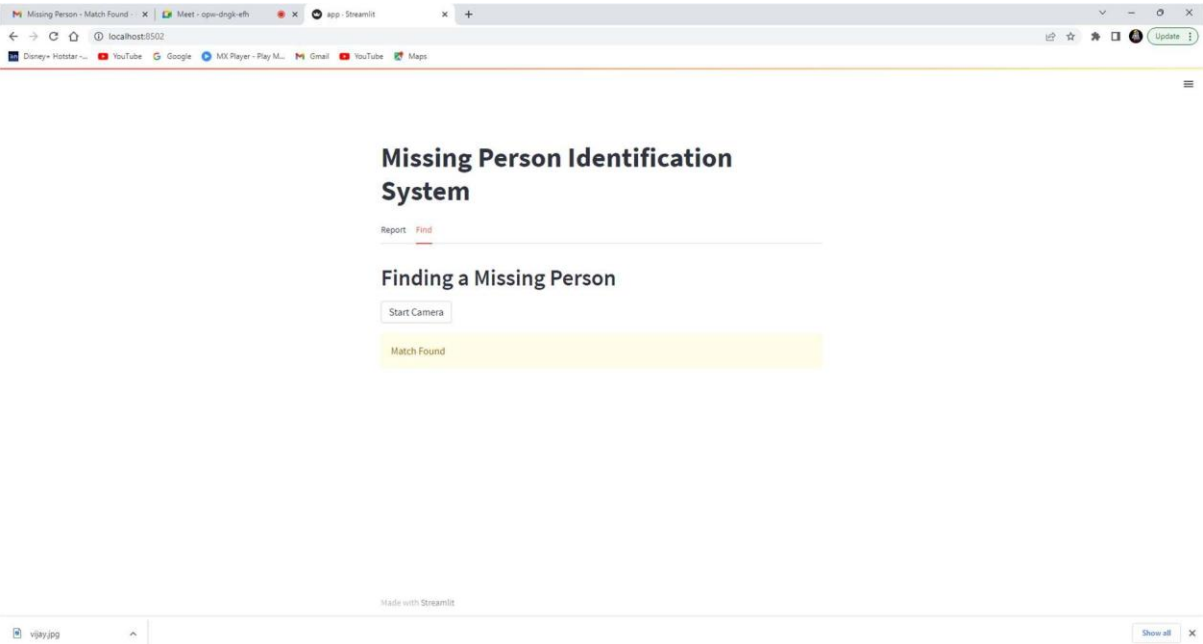 Missing Person - Match Found -
Meet - opw-dngk-efh
app · Streamlit
localhost:8502
Update
Disney+ Hotstar -...
YouTube
Google
MX Player - Play M...
Gmail
YouTube
Maps
Missing Person Identification
System
Report Find
Finding a Missing Person
Start Camera
Match Found
Made with Streamlit
vijay.jpg
Show all